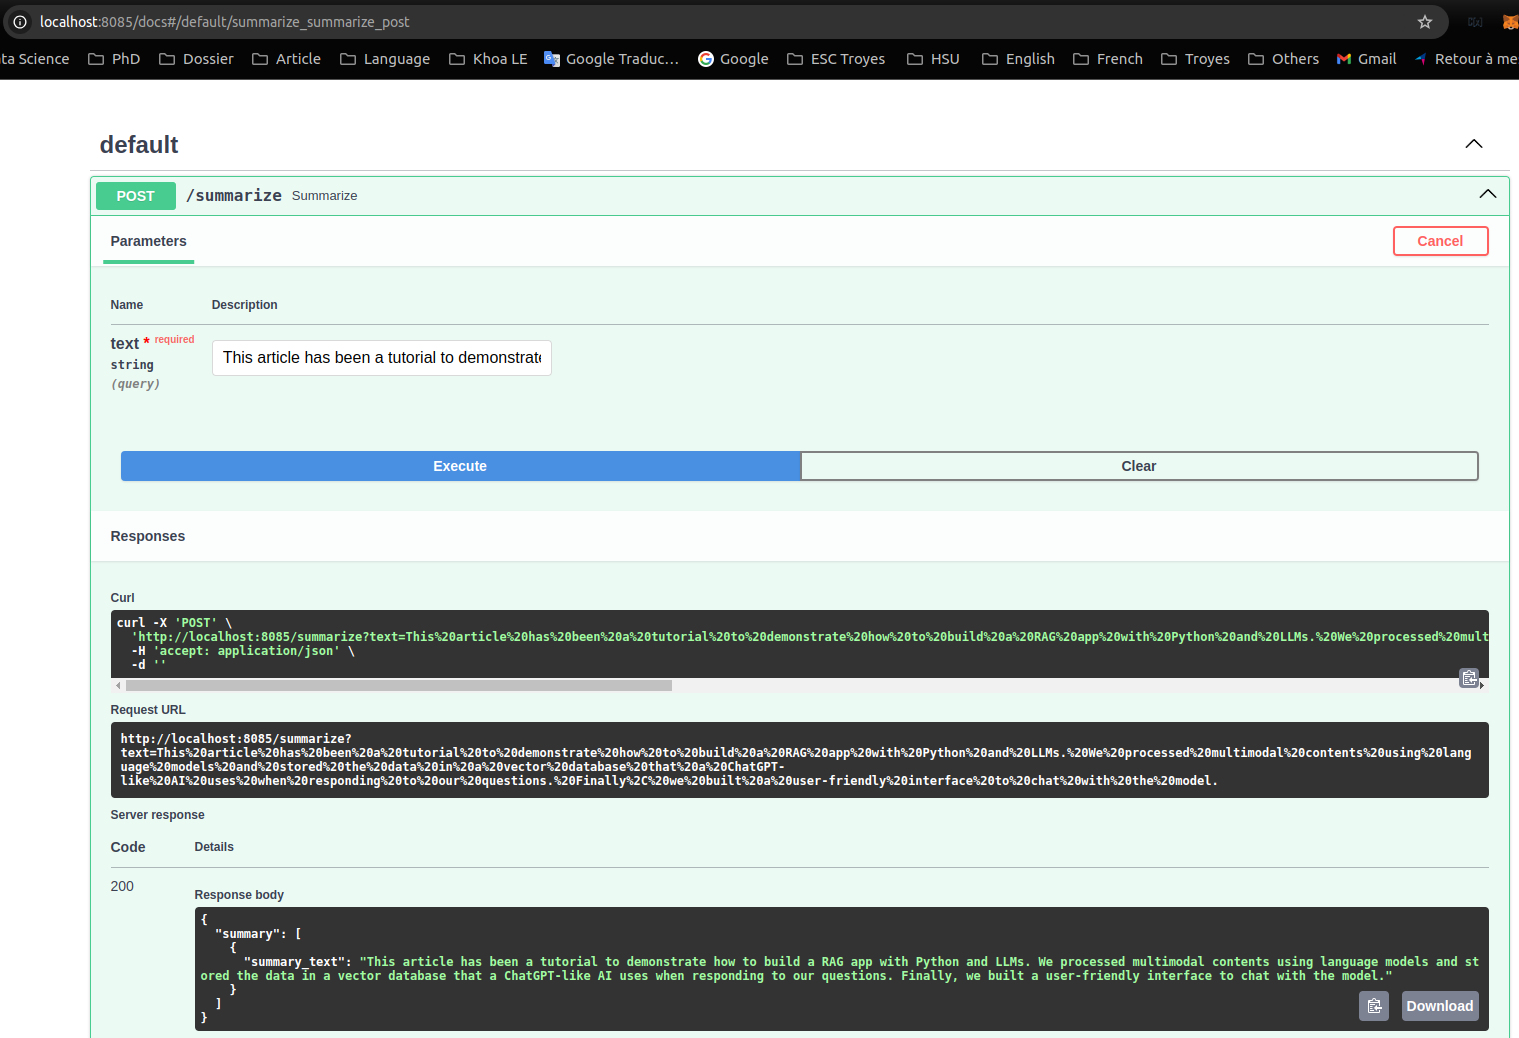 localhost:8085/docs#/default/summarize_summarize_post
ta Science PhD Dossier Article Language Khoa LE Google Traduc... Google ESC Troyes HSU English French Troyes Others Gmail Retour à me
default
POST /summarize Summarize
Parameters Cancel
Name Description
text * required
This article has been a tutorial to demonstrate
string
(query)
Execute Clear
Responses
Curl
curl -X 'POST' \
'http://localhost:8085/summarize?text=This%20article%20has%20been%20a%20tutorial%20to%20demonstrate%20how%20to%20build%20a%20RAG%20app%20with%20Python%20and%20LLMs.%20We%20processed%20mult
-H 'accept: application/json' \
-d ''
Request URL
http://localhost:8085/summarize?
text=This%20article%20has%20been%20a%20tutorial%20to%20demonstrate%20how%20to%20build%20a%20RAG%20app%20with%20Python%20and%20LLMs.%20We%20processed%20multimodal%20contents%20using%20lang
uage%20models%20and%20stored%20the%20data%20in%20a%20vector%20database%20that%20a%20ChatGPT-
like%20AI%20uses%20when%20responding%20to%20our%20questions.%20Finally%2C%20we%20built%20a%20user-friendly%20interface%20to%20chat%20with%20the%20model.
Server response
Code Details
200
Response body
{
"summary": [
{
"summary_text": "This article has been a tutorial to demonstrate how to build a RAG app with Python and LLMs. We processed multimodal contents using language models and st
ored the data in a vector database that a ChatGPT-like AI uses when responding to our questions. Finally, we built a user-friendly interface to chat with the model."
}
]
}
Download